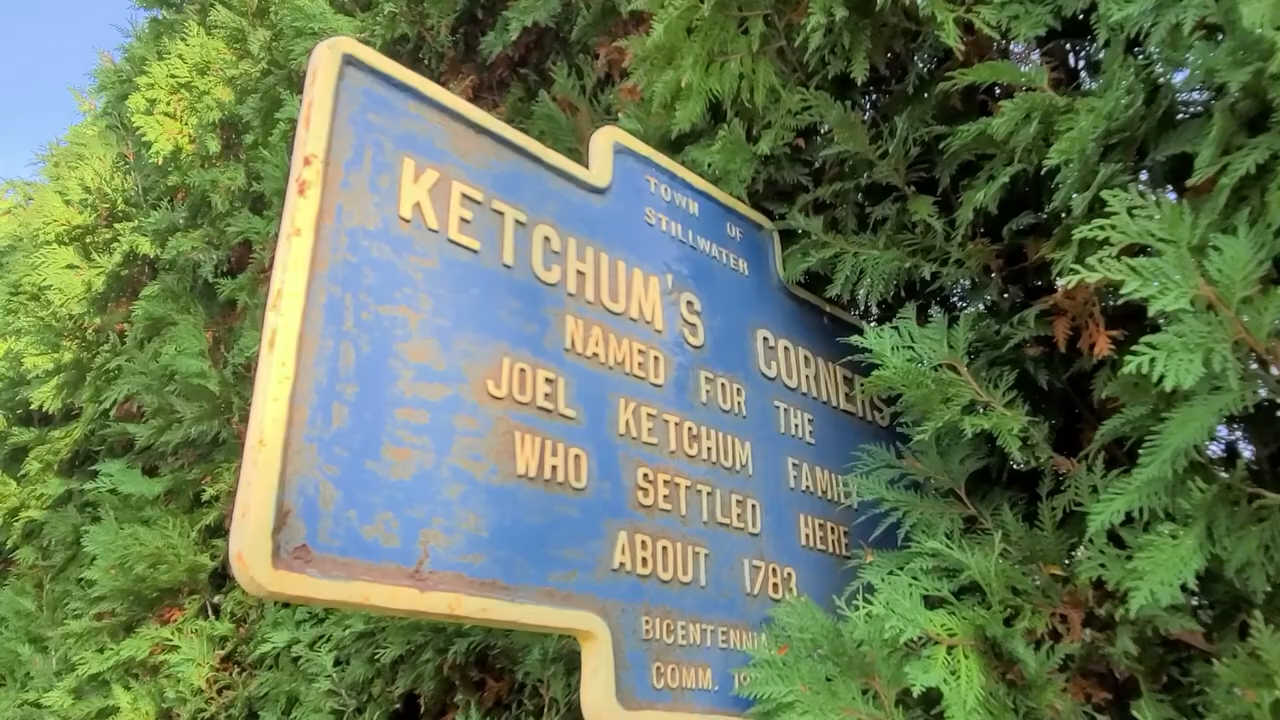 TOWN OF
STILLWATER
KETCHUM'S CORNERS
NAMED FOR THE
JOEL KETCHUM FAMILY
WHO SETTLED HERE
ABOUT 1783
COMM.